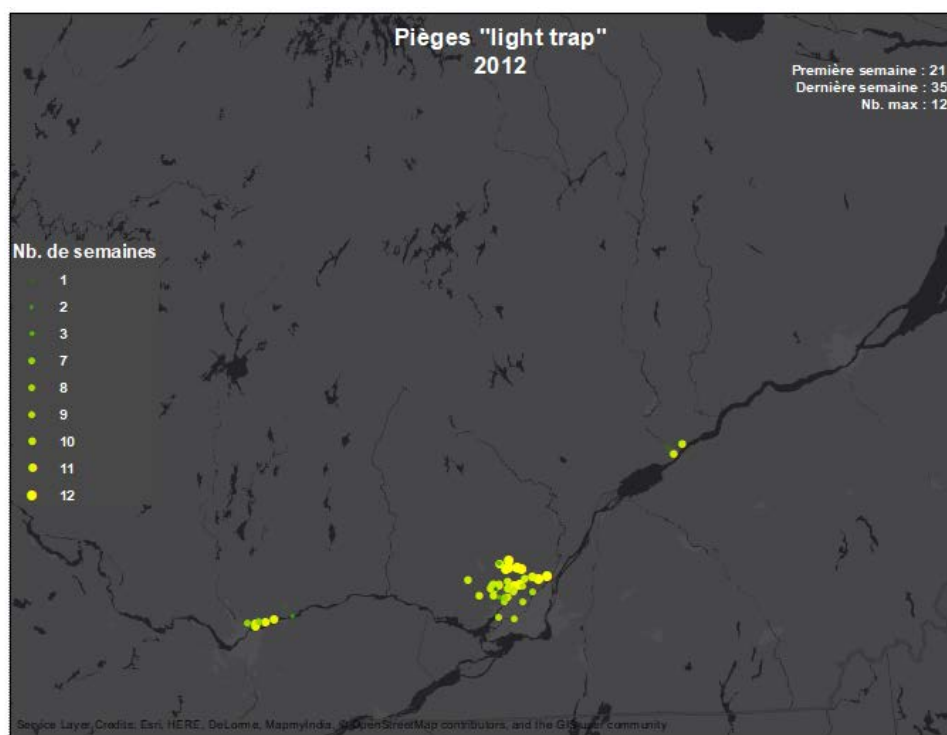 Pièges "light trap"
2012
Première semaine : 21
Dernière semaine : 35
Nb. max : 12
Nb. de semaines
1
2
3
7
8
9
10
11
12
Service Layer Credits: Esri, HERE, DeLorme, MapmyIndia, © OpenStreetMap contributors, and the GIS user community